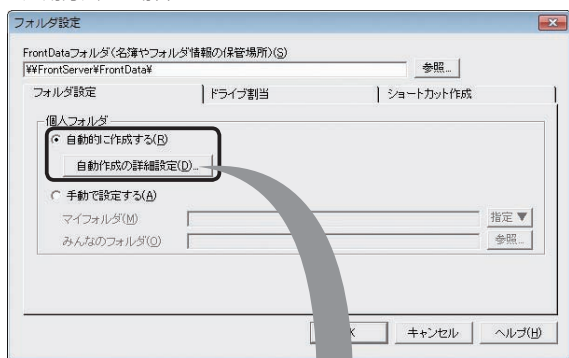 フォルダ設定
FrontDataフォルダ(名簿やフォルダ情報の保管場所)(S)
¥¥FrontServer¥FrontData¥
参照...
フォルダ設定
ドライブ割当
ショートカット作成
個人フォルダ
自動的に作成する(R)
自動作成の詳細設定(D)...
手動で設定する(A)
マイフォルダ(M)
指定▼
みんなのフォルダ(O)
参照...
キャンセル
ヘルプ(H)